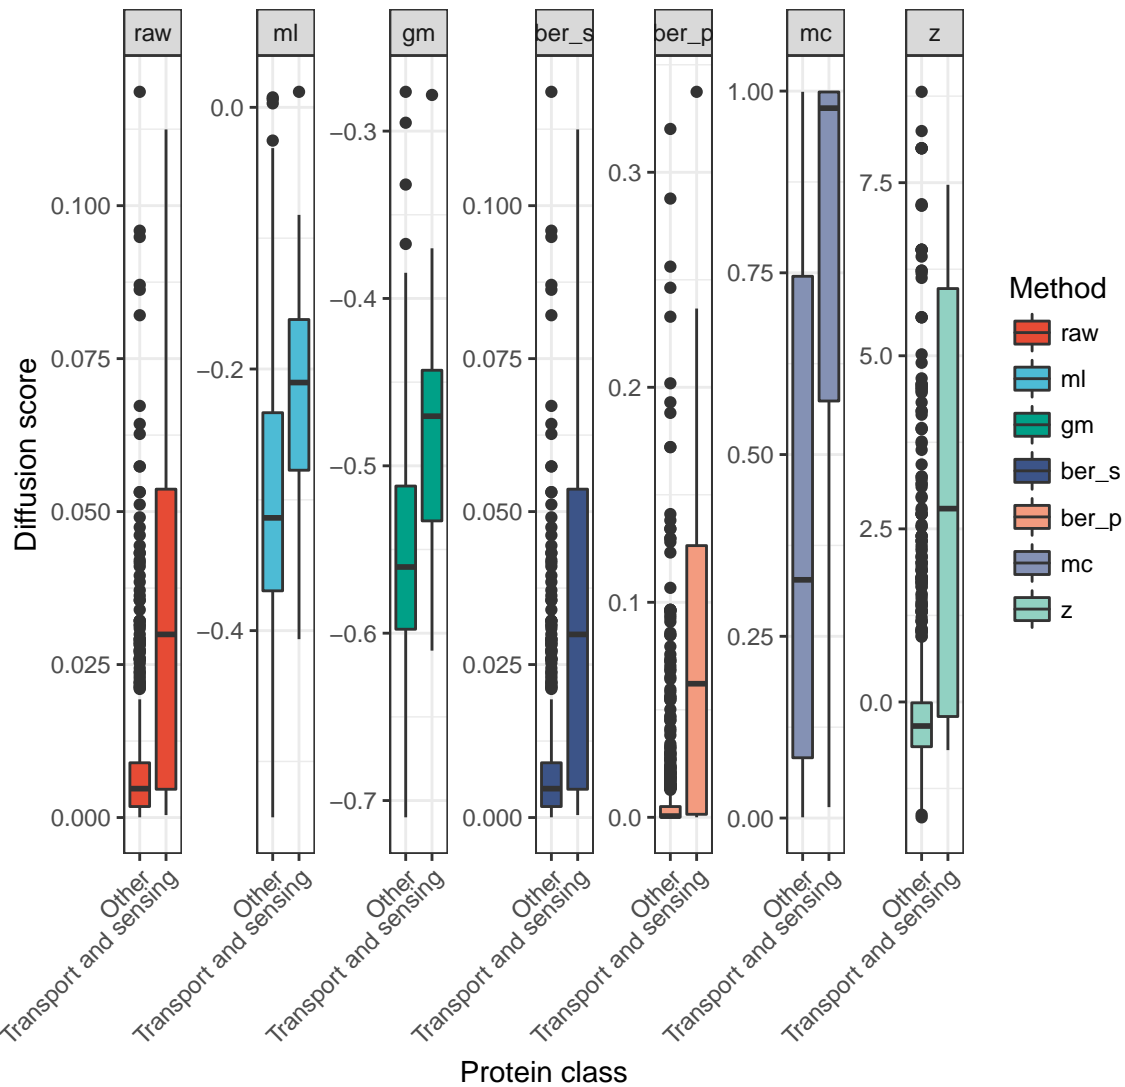 raw
ml
gm
ber_s
ber_p
mc
z
Diffusion score
0.100
0.075
0.050
0.025
0.000
0.0
−0.2
−0.4
−0.3
−0.4
−0.5
−0.6
−0.7
0.100
0.075
0.050
0.025
0.000
0.3
0.2
0.1
0.0
1.00
0.75
0.50
0.25
0.00
7.5
5.0
2.5
0.0
Other
Transport and sensing
Other
Transport and sensing
Other
Transport and sensing
Other
Transport and sensing
Other
Transport and sensing
Other
Transport and sensing
Other
Transport and sensing
Protein class
Method
raw
ml
gm
ber_s
ber_p
mc
z